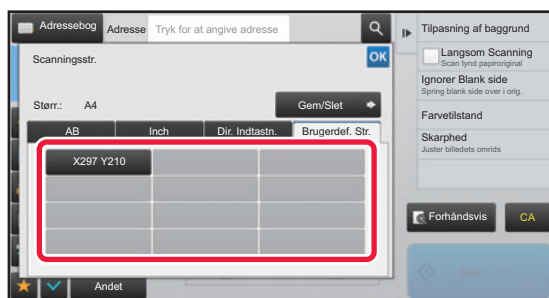 Adressebog
Adresse
Tryk for at angive adresse
Tilpasning af baggrund
Scanningsstr.
OK
Langsom Scanning
Scan tynd papiroriginal
Ignorer Blank side
Spring blank side over i orig.
Størr.: A4
Gem/Slet
Farvetilstand
AB
Inch
Dir. Indtastn.
Brugerdef. Str.
Skarphed
Juster billedets omrids
X297 Y210
Forhåndsvis
CA
Andet
Start